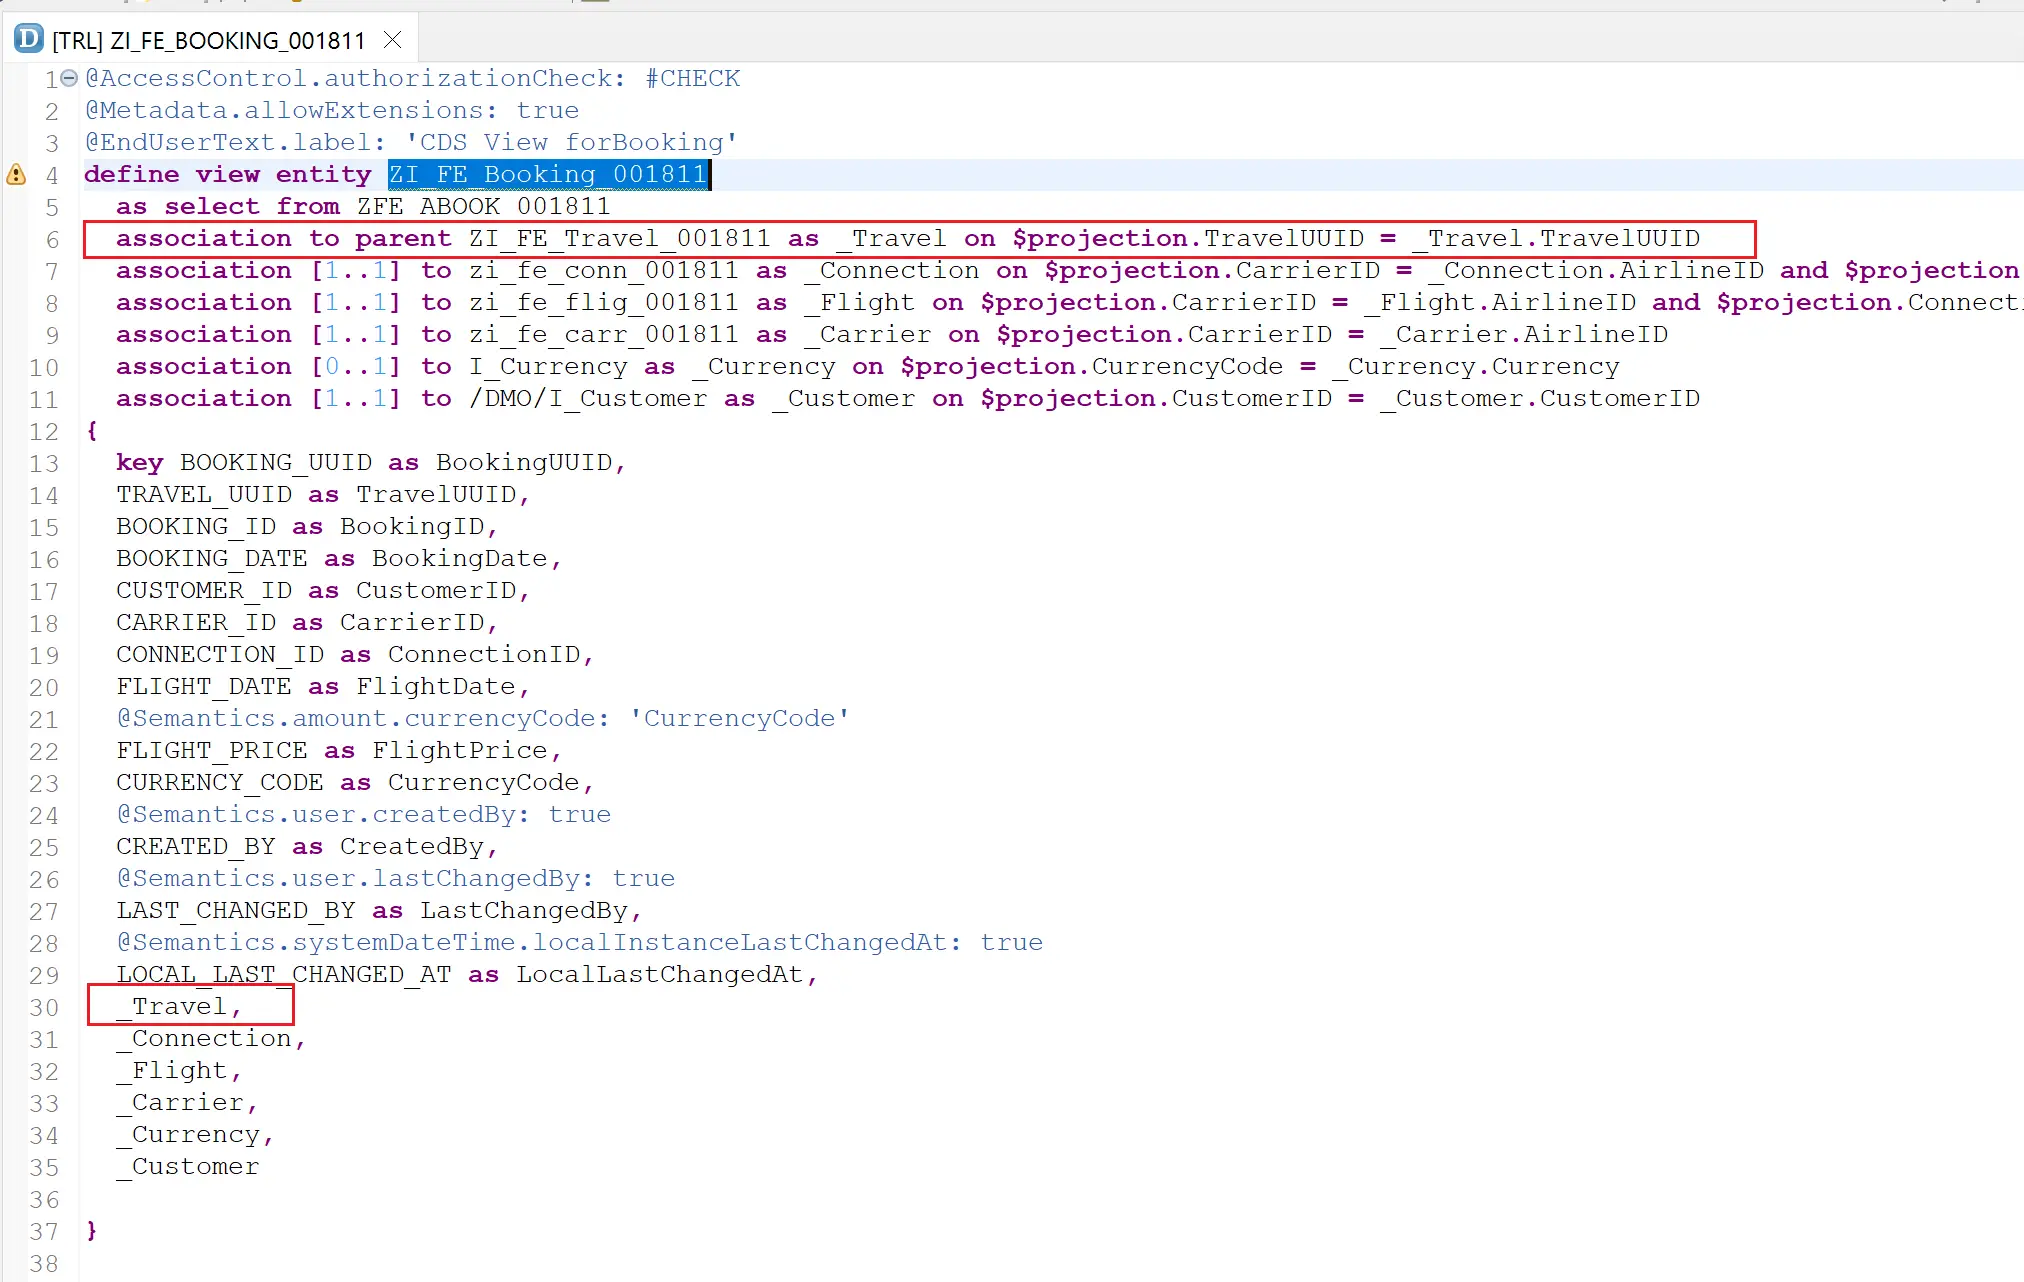 [TRL] ZI_FE_BOOKING_001811
1 @AccessControl.authorizationCheck: #CHECK
2 @Metadata.allowExtensions: true
3 @EndUserText.label: 'CDS View forBooking'
4 define view entity ZI_FE_Booking_001811
5 as select from ZFE_ABOOK_001811
6 association to parent ZI_FE_Travel_001811 as _Travel on $projection.TravelUUID = _Travel.TravelUUID
7 association [1..1] to zi_fe_conn_001811 as _Connection on $projection.CarrierID = _Connection.AirlineID and $projection
8 association [1..1] to zi_fe_flig_001811 as _Flight on $projection.CarrierID = _Flight.AirlineID and $projection.Connecti
9 association [1..1] to zi_fe_carr_001811 as _Carrier on $projection.CarrierID = _Carrier.AirlineID
10 association [0..1] to I_Currency as _Currency on $projection.CurrencyCode = _Currency.Currency
11 association [1..1] to /DMO/I_Customer as _Customer on $projection.CustomerID = _Customer.CustomerID
12 {
13 key BOOKING_UUID as BookingUUID,
14 TRAVEL_UUID as TravelUUID,
15 BOOKING_ID as BookingID,
16 BOOKING_DATE as BookingDate,
17 CUSTOMER_ID as CustomerID,
18 CARRIER_ID as CarrierID,
19 CONNECTION_ID as ConnectionID,
20 FLIGHT_DATE as FlightDate,
21 @Semantics.amount.currencyCode: 'CurrencyCode'
22 FLIGHT_PRICE as FlightPrice,
23 CURRENCY_CODE as CurrencyCode,
24 @Semantics.user.createdBy: true
25 CREATED_BY as CreatedBy,
26 @Semantics.user.lastChangedBy: true
27 LAST_CHANGED_BY as LastChangedBy,
28 @Semantics.systemDateTime.localInstanceLastChangedAt: true
29 LOCAL_LAST_CHANGED_AT as LocalLastChangedAt,
30 _Travel,
31 _Connection,
32 _Flight,
33 _Carrier,
34 _Currency,
35 _Customer
36
37 }
38